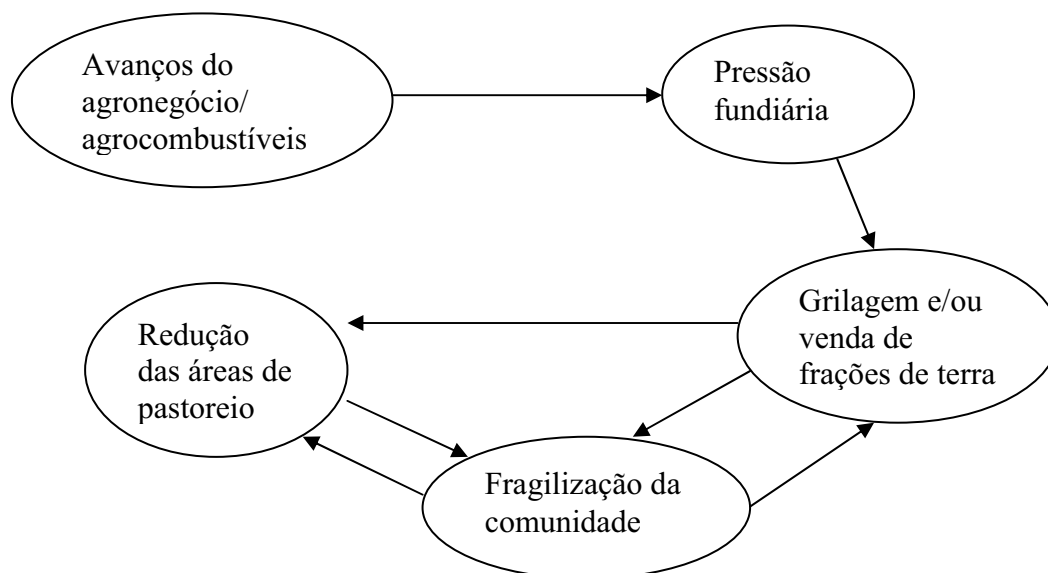 Avanços do
agronegócio/
agrocombustíveis
Pressão
fundiária
Grilagem e/ou
venda de
frações de terra
Redução
das áreas de
pastoreio
Fragilização da
comunidade